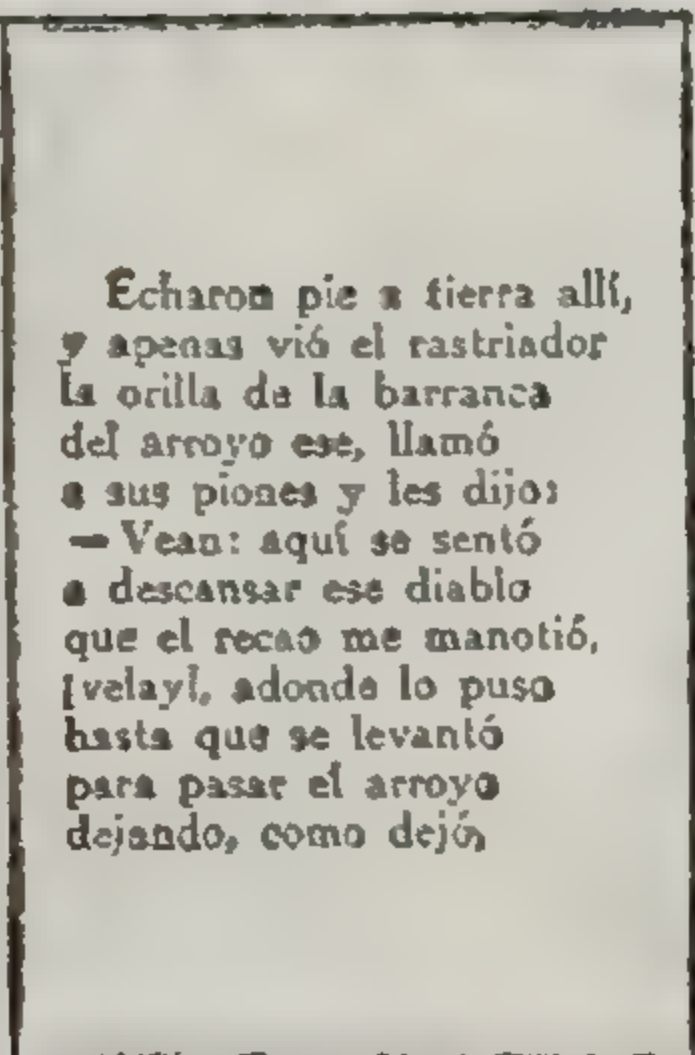 Echaron pie a tierra allí,
y apenas vió el rastriador
la orilla de la barranca
del arroyo ese, llamó
a sus piones y les dijo:
— Vean: aquí se sentó
a descansar ese diablo
que el recao me manotió,
¡velay!, adonde lo puso
hasta que se levantó
para pasar el arroyo
dejando, como dejó,